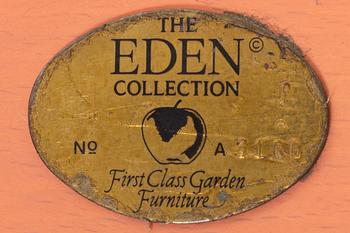 THE
EDEN©
COLLECTION
Nº A
First Class Garden
Furniture